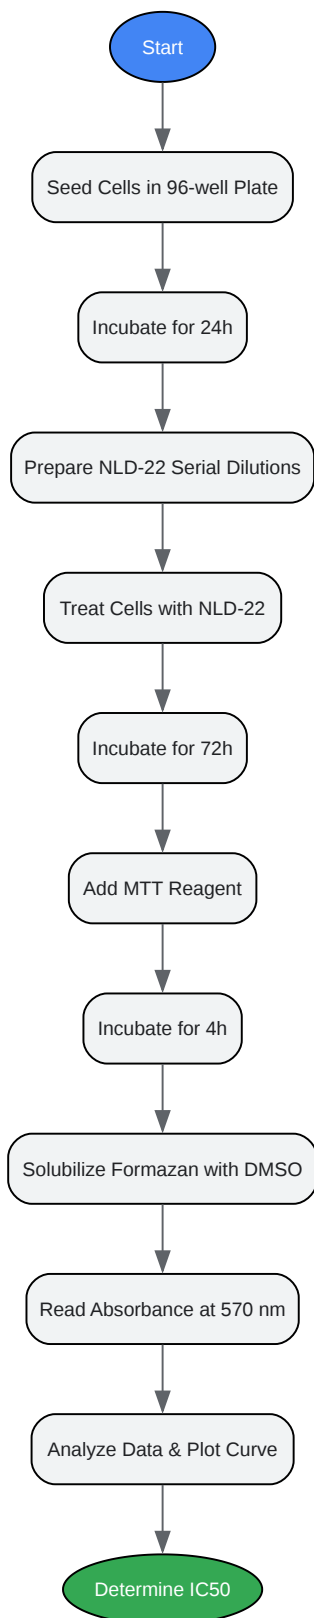 Start
Seed Cells in 96-well Plate
Incubate for 24h
Prepare NLD-22 Serial Dilutions
Treat Cells with NLD-22
Incubate for 72h
Add MTT Reagent
Incubate for 4h
Solubilize Formazan with DMSO
Read Absorbance at 570 nm
Analyze Data & Plot Curve
Determine IC50